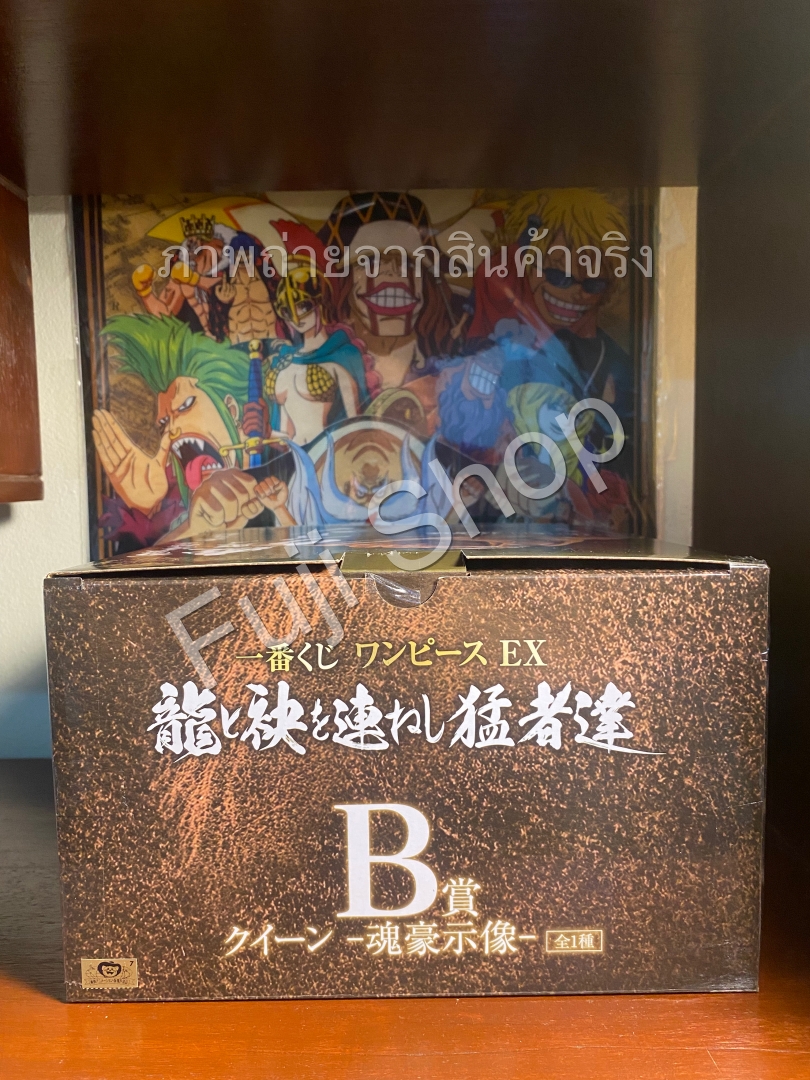 ภาพถ่ายจากสินค้าจริง
Fuji Shop
一番くじ ワンピース EX
龍と袂を連ねし猛者達
B賞
クイーン -魂豪示像- 全1種